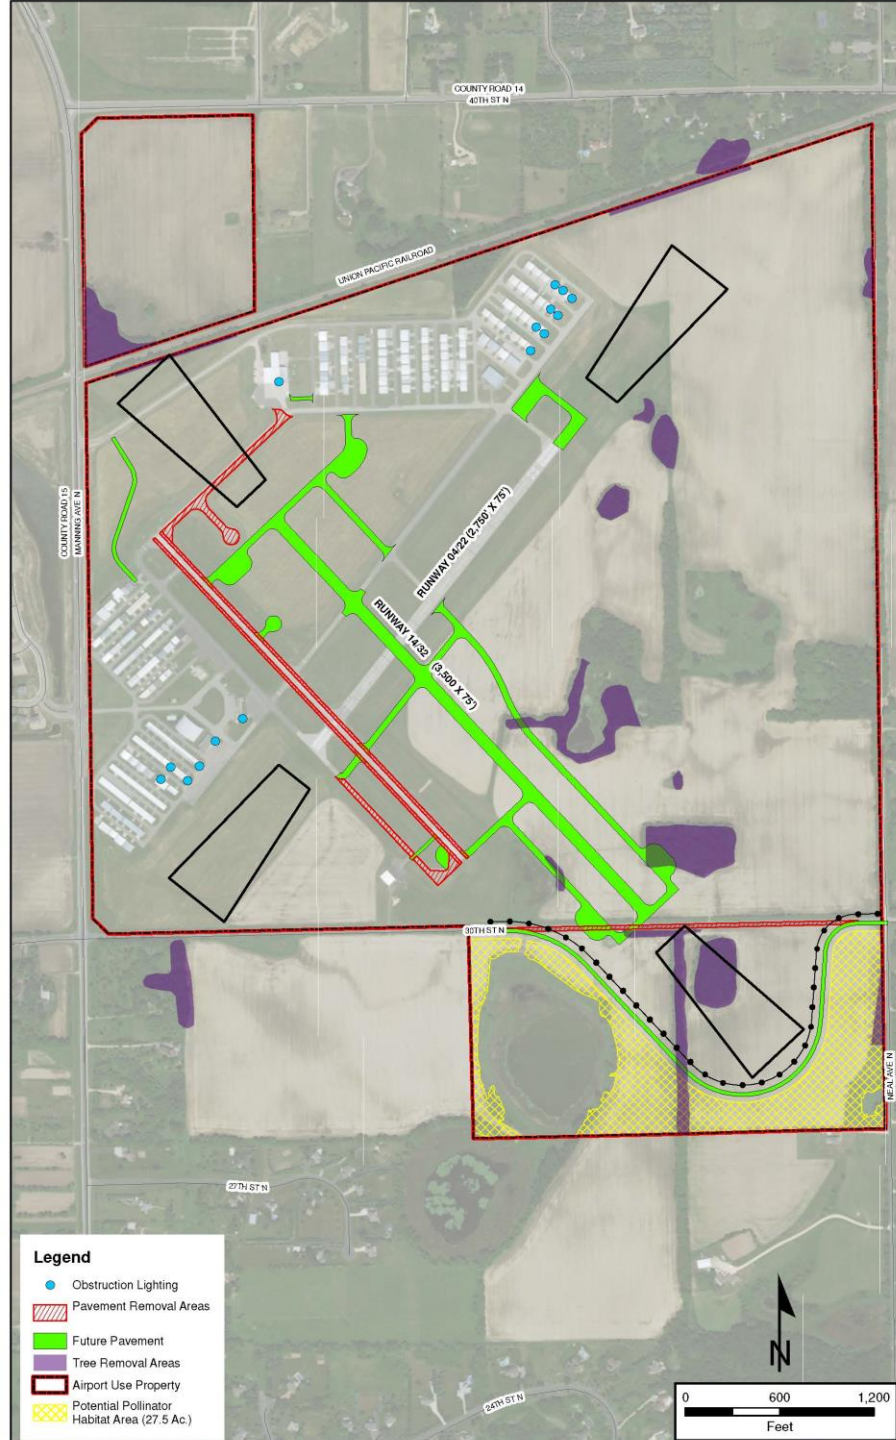 COUNTY ROAD 14
40TH ST N
UNION PACIFIC RAILROAD
COUNTY ROAD 15
MANNING AVE N
RUNWAY 04/22 (2,750' X 75')
RUNWAY 14/32 (3,500 X 75')
30TH ST N
NEAL AVE N
27TH ST N
24TH ST N
Legend
Obstruction Lighting
Pavement Removal Areas
Future Pavement
Tree Removal Areas
Airport Use Property
Potential Pollinator
Habitat Area (27.5 Ac.)
N
0 600 1,200
Feet